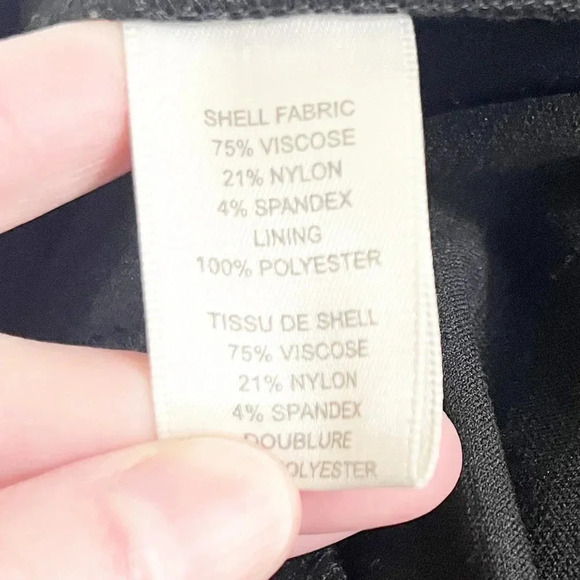 SHELL FABRIC
75% VISCOSE
21% NYLON
4% SPANDEX
LINING
100% POLYESTER
TISSU DE SHELL
75% VISCOSE
21% NYLON
4% SPANDEX
DOUBLURE
POLYESTER